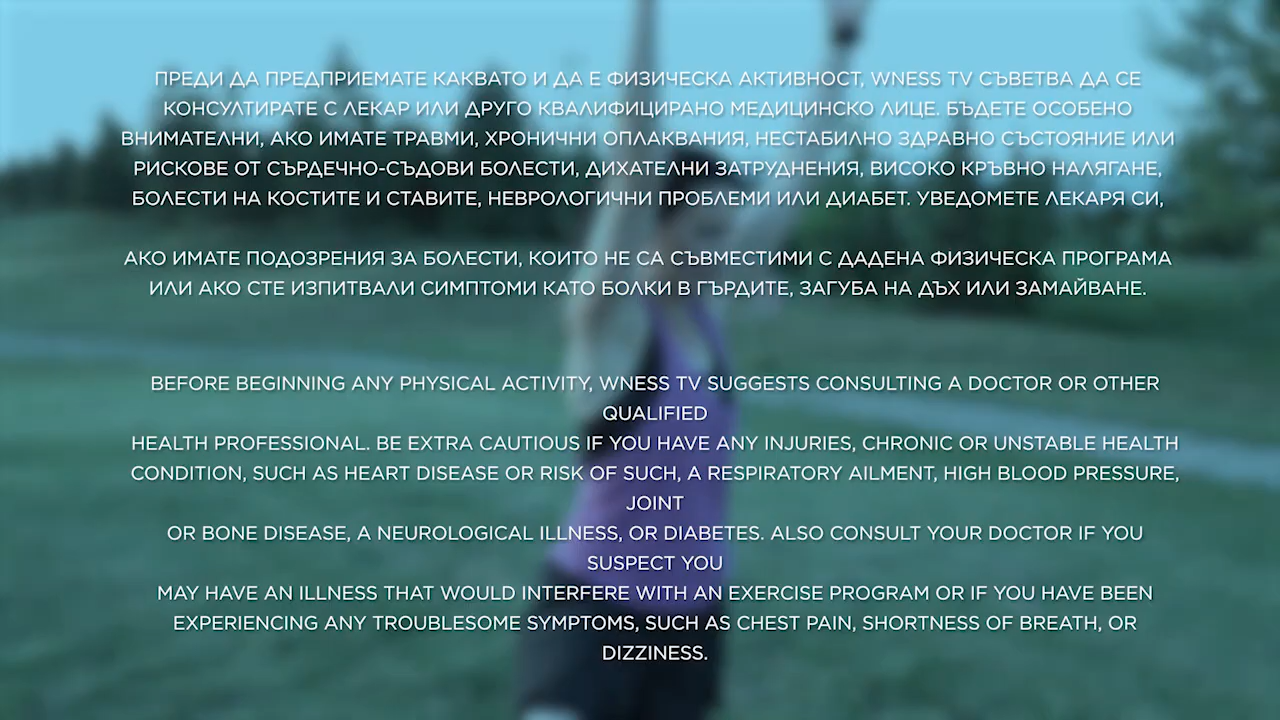 ПРЕДИ ДА ПРЕДПРИЕМАТЕ КАКВАТО И ДА Е ФИЗИЧЕСКА АКТИВНОСТ, WNESS TV СЪВЕТВА ДА СЕ
КОНСУЛТИРАТЕ С ЛЕКАР ИЛИ ДРУГО КВАЛИФИЦИРАНО МЕДИЦИНСКО ЛИЦЕ. БЪДЕТЕ ОСОБЕНО
ВНИМАТЕЛНИ, АКО ИМАТЕ ТРАВМИ, ХРОНИЧНИ ОПЛАКВАНИЯ, НЕСТАБИЛНО ЗДРАВНО СЪСТОЯНИЕ ИЛИ
РИСКОВЕ ОТ СЪРДЕЧНО-СЪДОВИ БОЛЕСТИ, ДИХАТЕЛНИ ЗАТРУДНЕНИЯ, ВИСОКО КРЪВНО НАЛЯГАНЕ,
БОЛЕСТИ НА КОСТИТЕ И СТАВИТЕ, НЕВРОЛОГИЧНИ ПРОБЛЕМИ ИЛИ ДИАБЕТ. УВЕДОМЕТЕ ЛЕКАРЯ СИ,
АКО ИМАТЕ ПОДОЗРЕНИЯ ЗА БОЛЕСТИ, КОИТО НЕ СА СЪВМЕСТИМИ С ДАДЕНА ФИЗИЧЕСКА ПРОГРАМА
ИЛИ АКО СТЕ ИЗПИТВАЛИ СИМПТОМИ КАТО БОЛКИ В ГЪРДИТЕ, ЗАГУБА НА ДЪХ ИЛИ ЗАМАЙВАНЕ.
BEFORE BEGINNING ANY PHYSICAL ACTIVITY, WNESS TV SUGGESTS CONSULTING A DOCTOR OR OTHER
QUALIFIED
HEALTH PROFESSIONAL. BE EXTRA CAUTIOUS IF YOU HAVE ANY INJURIES, CHRONIC OR UNSTABLE HEALTH
CONDITION, SUCH AS HEART DISEASE OR RISK OF SUCH, A RESPIRATORY AILMENT, HIGH BLOOD PRESSURE,
JOINT
OR BONE DISEASE, A NEUROLOGICAL ILLNESS, OR DIABETES. ALSO CONSULT YOUR DOCTOR IF YOU
SUSPECT YOU
MAY HAVE AN ILLNESS THAT WOULD INTERFERE WITH AN EXERCISE PROGRAM OR IF YOU HAVE BEEN
EXPERIENCING ANY TROUBLESOME SYMPTOMS, SUCH AS CHEST PAIN, SHORTNESS OF BREATH, OR
DIZZINESS.